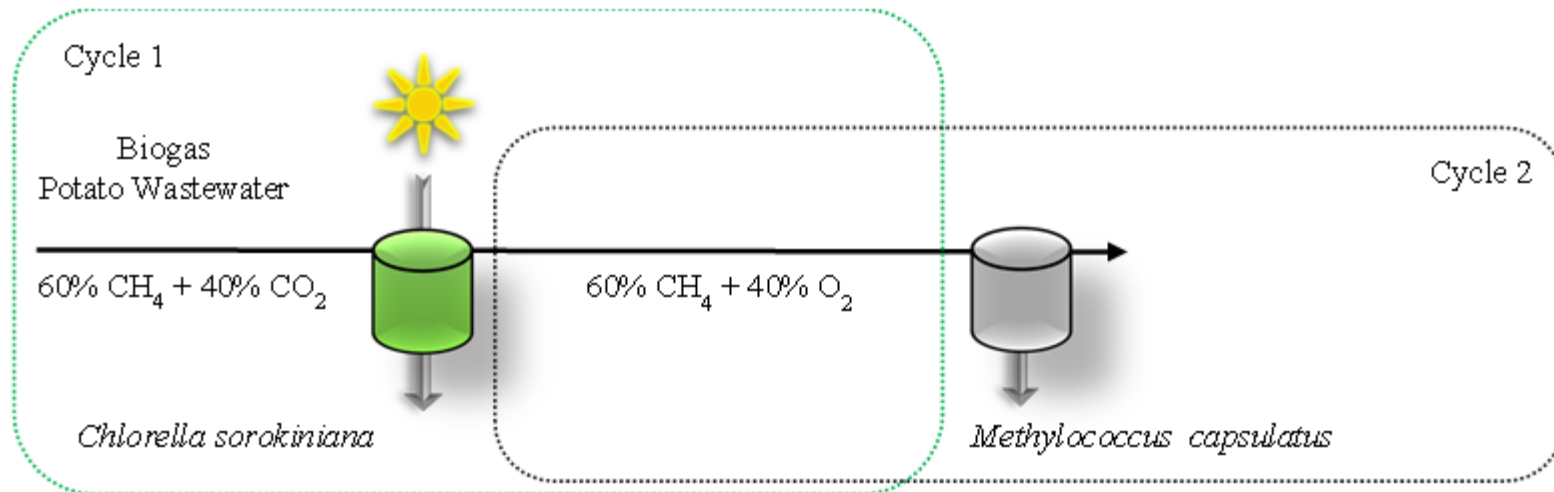 Cycle 1
Biogas
Potato Wastewater
Cycle 2
60% CH₄ + 40% CO₂
60% CH₄ + 40% O₂
Chlorella sorokiniana
Methylococcus capsulatus